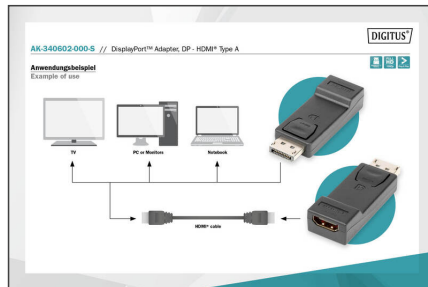 DIGITUS®
AK-340602-000-S // DisplayPort™ Adapter, DP - HDMI® Type A
Anwendungsbeispiel
Example of use
TV
PC or Monitors
Notebook
HDMI® cable